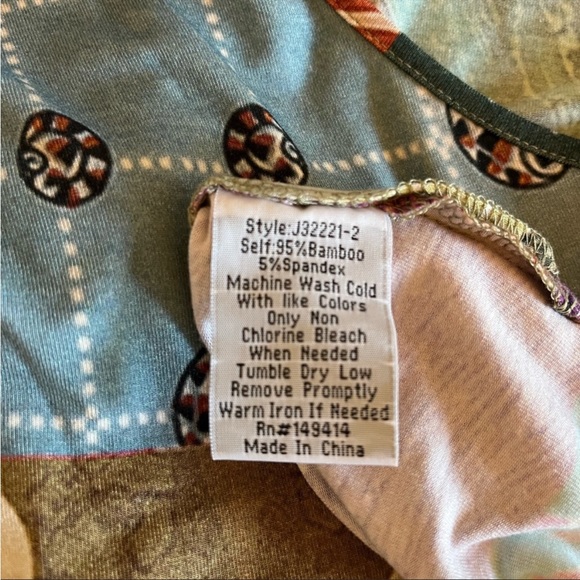 Style:J32221-2
Self:95%Bamboo
5%Spandex
Machine Wash Cold
With like Colors
Only Non
Chlorine Bleach
When Needed
Tumble Dry Low
Remove Promptly
Warm Iron If Needed
Rn#149414
Made In China